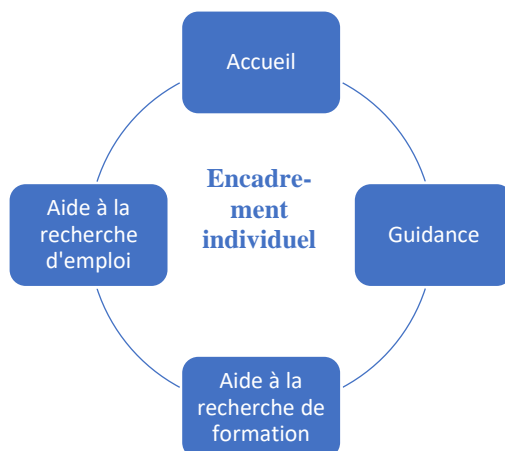 Accueil
Encadre-
ment
individuel
Aide à la
recherche
d'emploi
Guidance
Aide à la
recherche de
formation